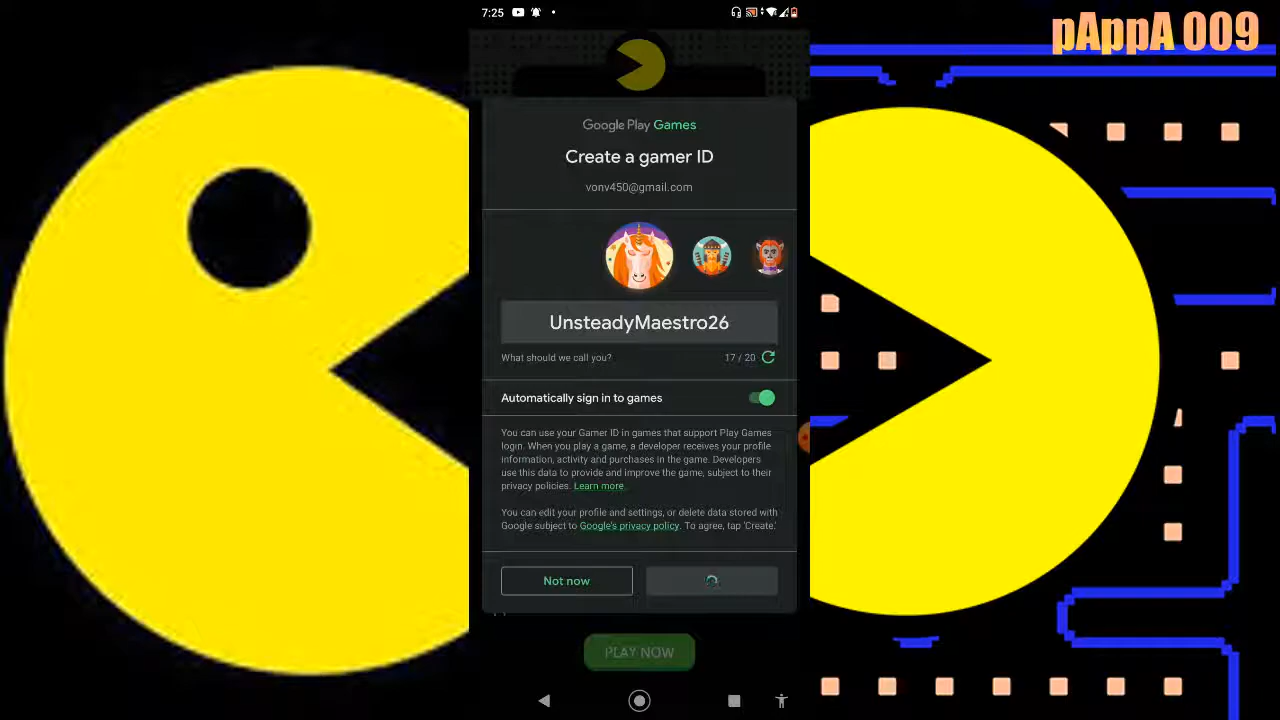 pAppA 009
7:25
Google Play Games
Create a gamer ID
vonv450@gmail.com
UnsteadyMaestro26
What should we call you?
17 / 20
Automatically sign in to games
You can use your Gamer ID in games that support Play Games
login. When you play a game, a developer receives your profile
information, activity and purchases in the game. Developers
use this data to provide and improve the game, subject to their
privacy policies. Learn more.
You can edit your profile and settings, or delete data stored with
Google subject to Google's privacy policy. To agree, tap 'Create.'
Not now
PLAY NOW